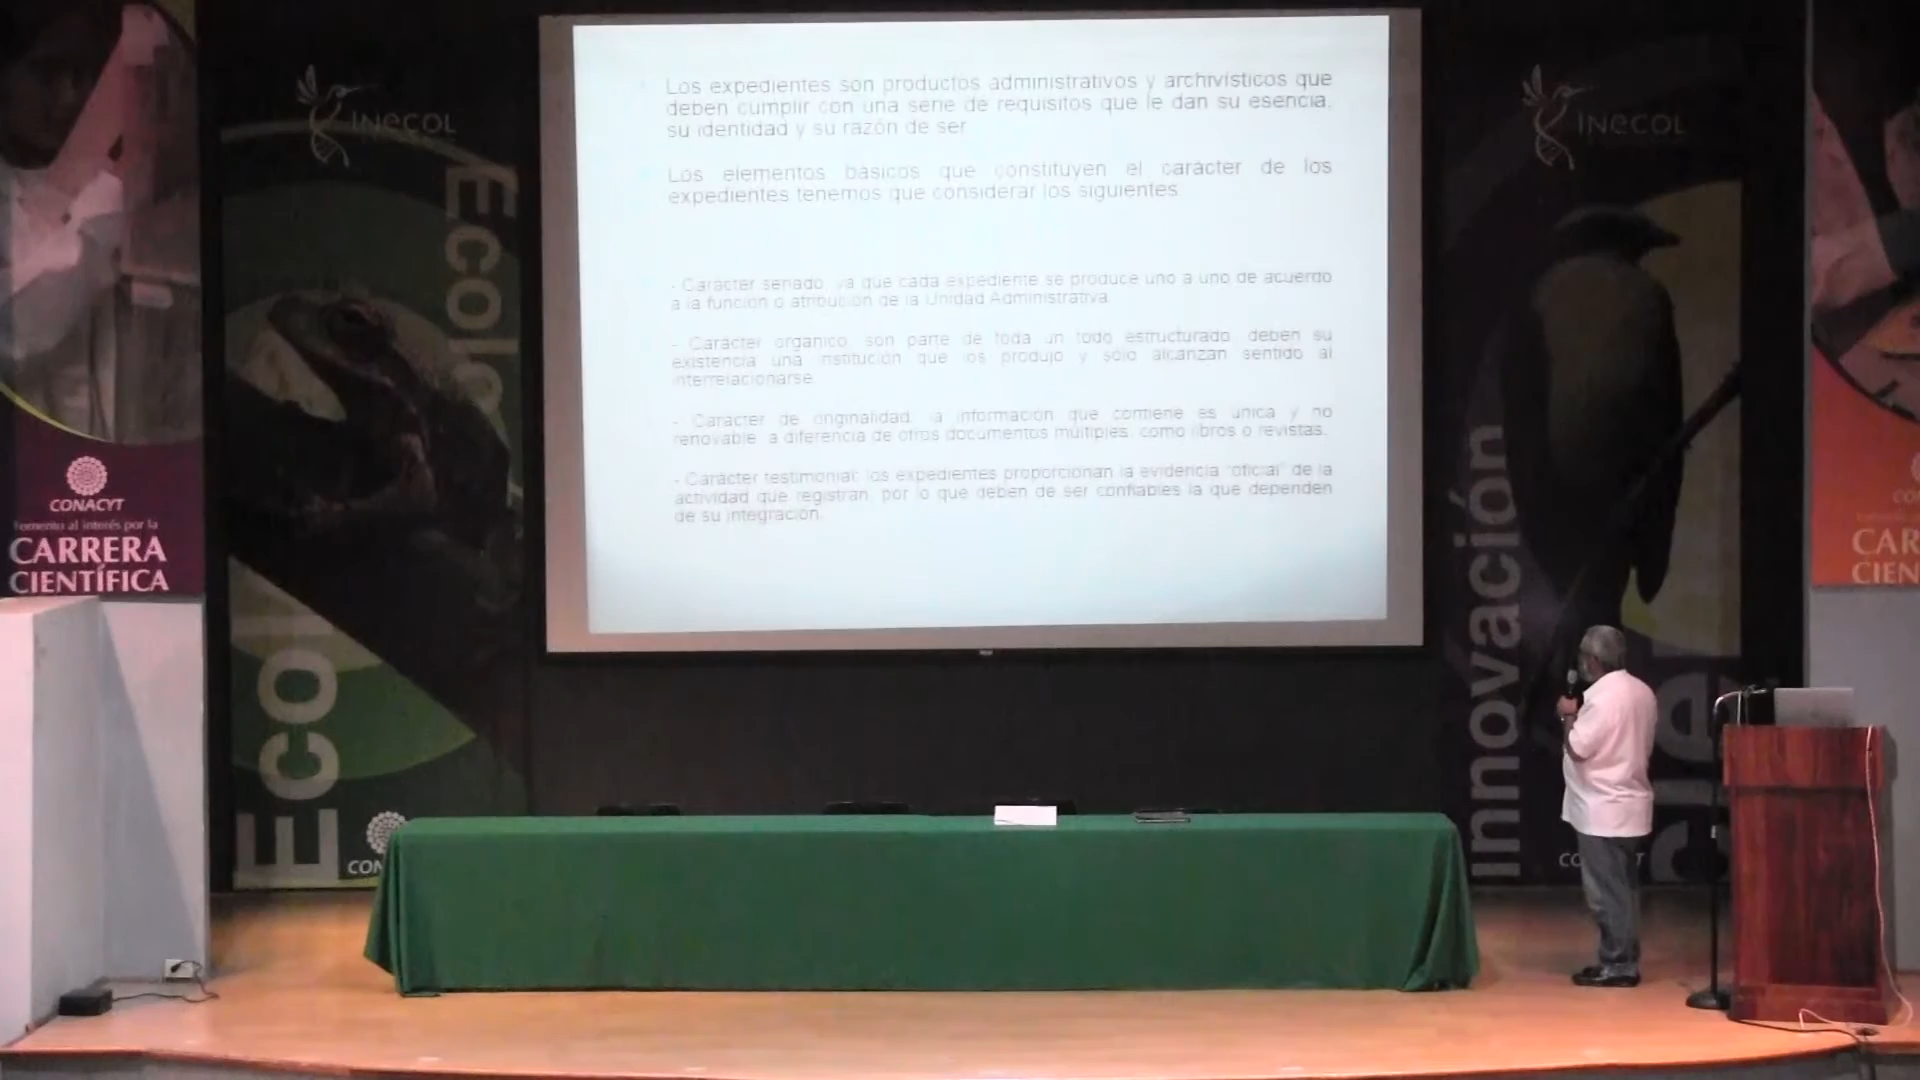 Los expedientes son productos administrativos y archivísticos que
deben cumplir con una serie de requisitos que le dan su esencia,
su identidad y su razón de ser
Los elementos básicos que constituyen el carácter de los
expedientes tenemos que considerar los siguientes
- Carácter seriado, ya que cada expediente se produce uno a uno de acuerdo
a la función o atribución de la Unidad Administrativa
- Carácter orgánico, son parte de toda un todo estructurado, deben su
existencia una institución que los produjo y sólo alcanzan sentido al
interrelacionarse
- Carácter de originalidad, la información que contiene es única y no
renovable, a diferencia de otros documentos múltiples, como libros o revistas.
- Carácter testimonial: los expedientes proporcionan la evidencia "oficial" de la
actividad que registran, por lo que deben de ser confiables la que dependen
de su integración.
INECOL
INECOL
Ecolo
Ecol
CON
CONACYT
Fomento al interés por la
CARRERA
CIENTÍFICA
Innovación
CAR
CIEN